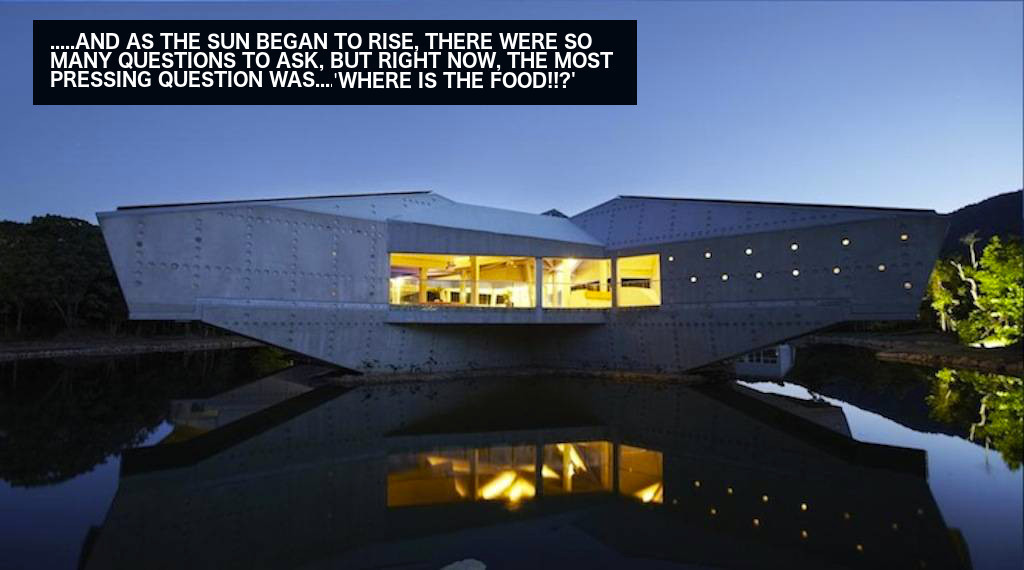 .....AND AS THE SUN BEGAN TO RISE, THERE WERE SO
MANY QUESTIONS TO ASK, BUT RIGHT NOW, THE MOST
PRESSING QUESTION WAS....'WHERE IS THE FOOD!!?'